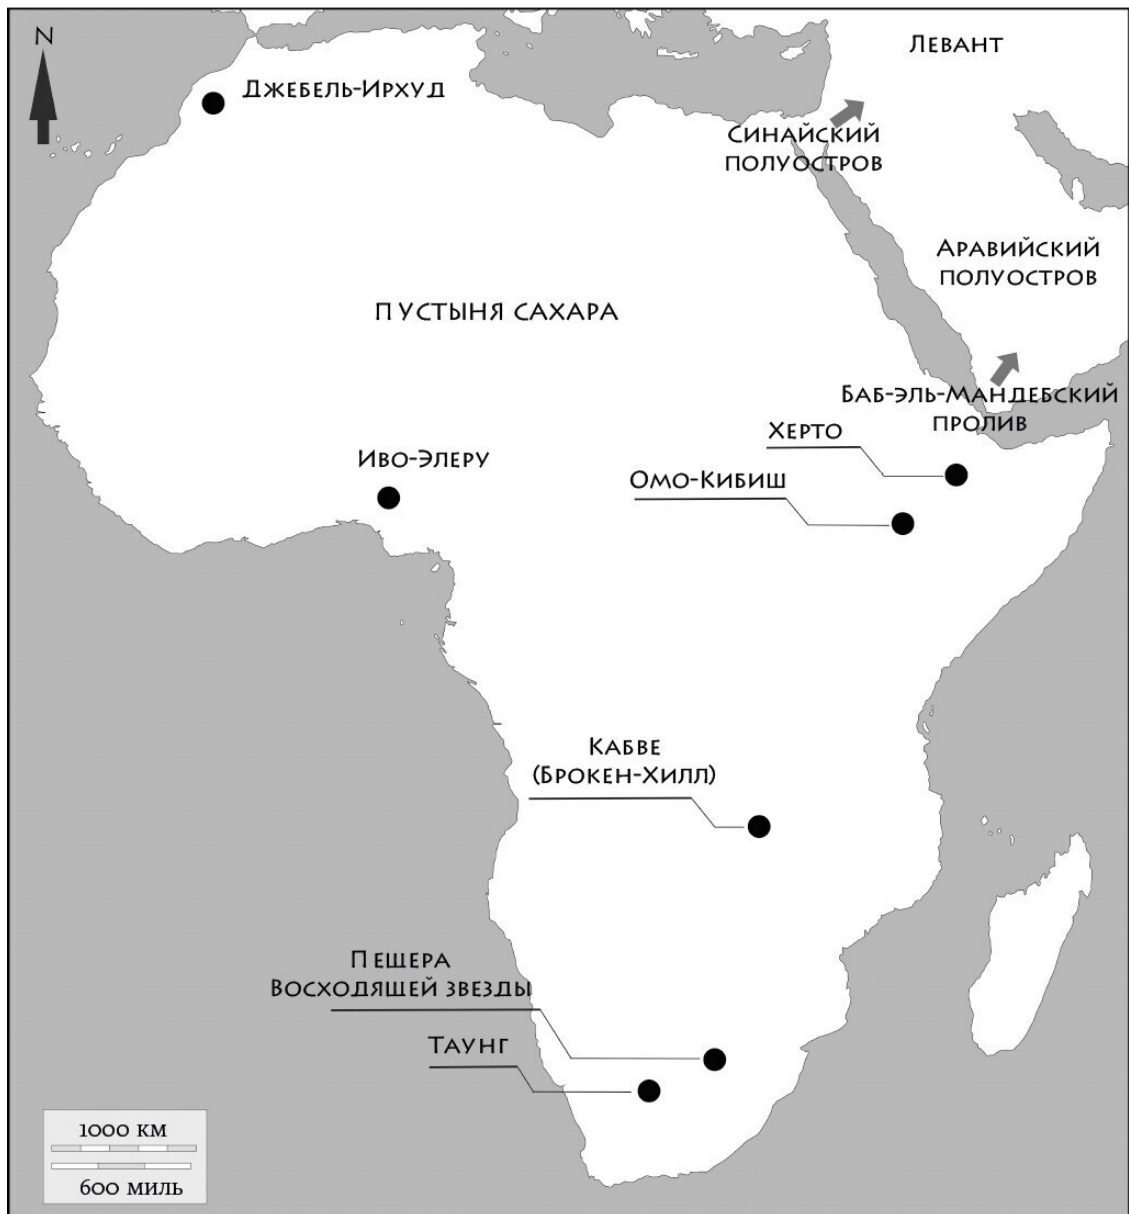 N
ЛЕВАНТ
ДЖЕБЕЛЬ-ИРХУД
СИНАЙСКИЙ
ПОЛУОСТРОВ
АРАВИЙСКИЙ
ПОЛУОСТРОВ
ПУСТЫНЯ САХАРА
БАБ-ЭЛЬ-МАНДЕБСКИЙ
ПРОЛИВ
ХЕРТО
ИВО-ЭЛЕРУ
ОМО-КИБИШ
КАБВЕ
(БРОКЕН-ХИЛЛ)
ПЕЩЕРА
ВОСХОДЯЩЕЙ ЗВЕЗДЫ
ТАУНГ
1000 КМ
600 МИЛЬ